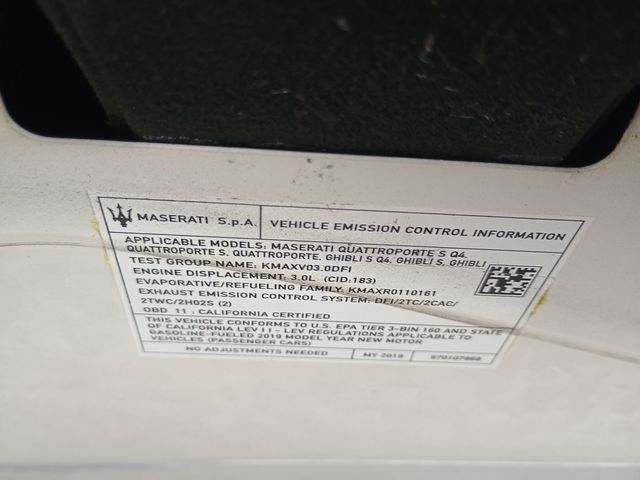 MASERATI S.p.A. VEHICLE EMISSION CONTROL INFORMATION
APPLICABLE MODELS: MASERATI QUATTROPORTE S Q4,
QUATTROPORTE S, QUATTROPORTE, GHIBLI S Q4, GHIBLI S, GHIBLI
TEST GROUP NAME: KMAXV03.0DFI
ENGINE DISPLACEMENT: 3.0L (CID:183)
EVAPORATIVE/REFUELING FAMILY: KMAXR0110161
EXHAUST EMISSION CONTROL SYSTEM: DFI/2TC/2CAC/
2TWC/2HO2S (2)
OBD 11 : CALIFORNIA CERTIFIED
THIS VEHICLE CONFORMS TO U.S. EPA TIER 3-BIN 160 AND STATE
OF CALIFORNIA LEV III - LEV REGULATIONS APPLICABLE TO
GASOLINE-FUELED 2019 MODEL YEAR NEW MOTOR
VEHICLES (PASSENGER CARS)
NO ADJUSTMENTS NEEDED MY 2019